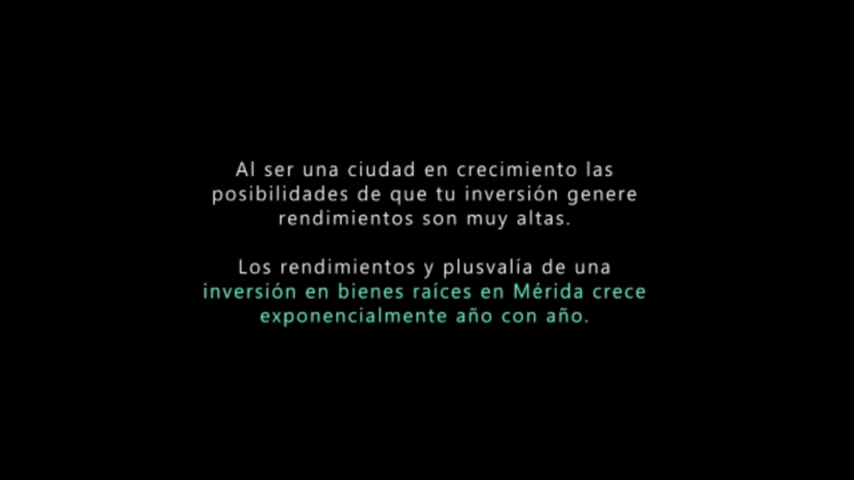 Al ser una ciudad en crecimiento las
posibilidades de que tu inversión genere
rendimientos son muy altas.
Los rendimientos y plusvalía de una
inversión en bienes raíces en Mérida crece
exponencialmente año con año.